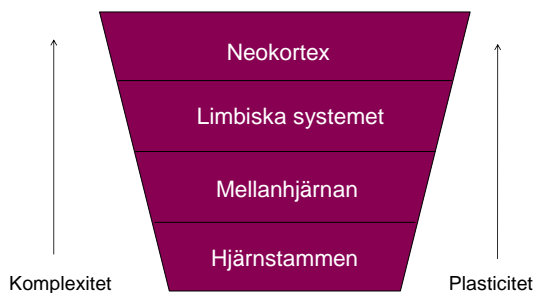 Neokortex
Limbiska systemet
Mellanhjärnan
Hjärnstammen
Komplexitet
Plasticitet